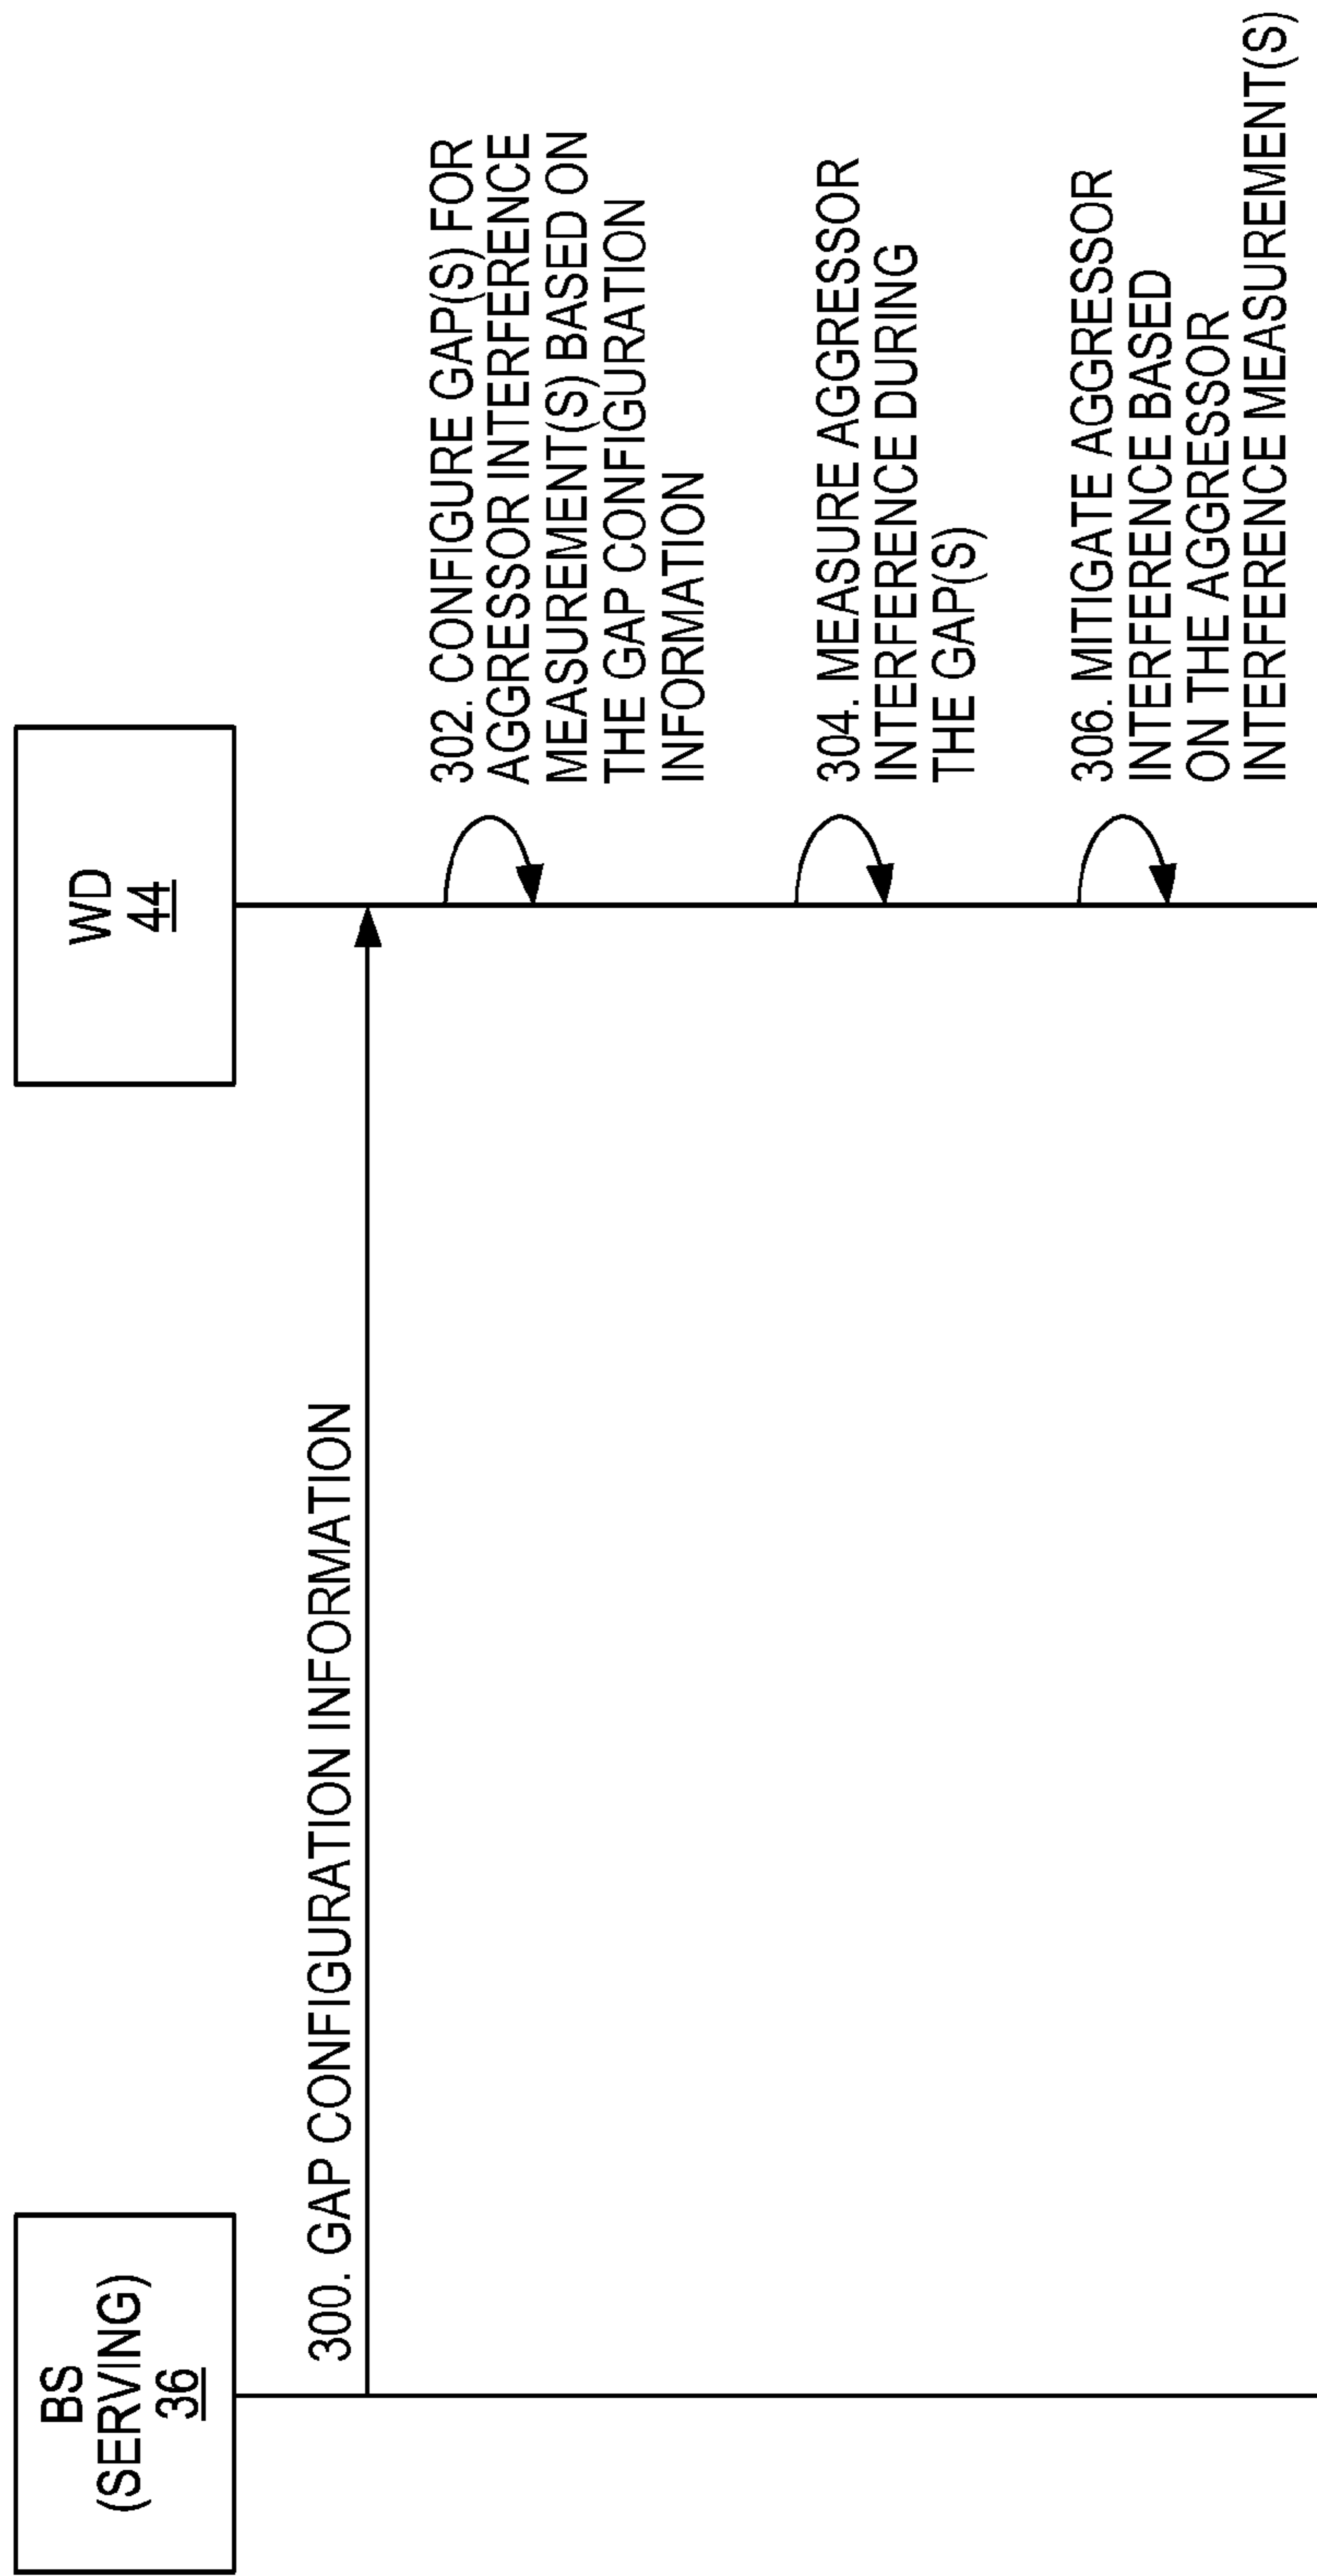 BS
(SERVING)
36
WD
44
300. GAP CONFIGURATION INFORMATION
302. CONFIGURE GAP(S) FOR
AGGRESSOR INTERFERENCE
MEASUREMENT(S) BASED ON
THE GAP CONFIGURATION
INFORMATION
304. MEASURE AGGRESSOR
INTERFERENCE DURING
THE GAP(S)
306. MITIGATE AGGRESSOR
INTERFERENCE BASED
ON THE AGGRESSOR
INTERFERENCE MEASUREMENT(S)